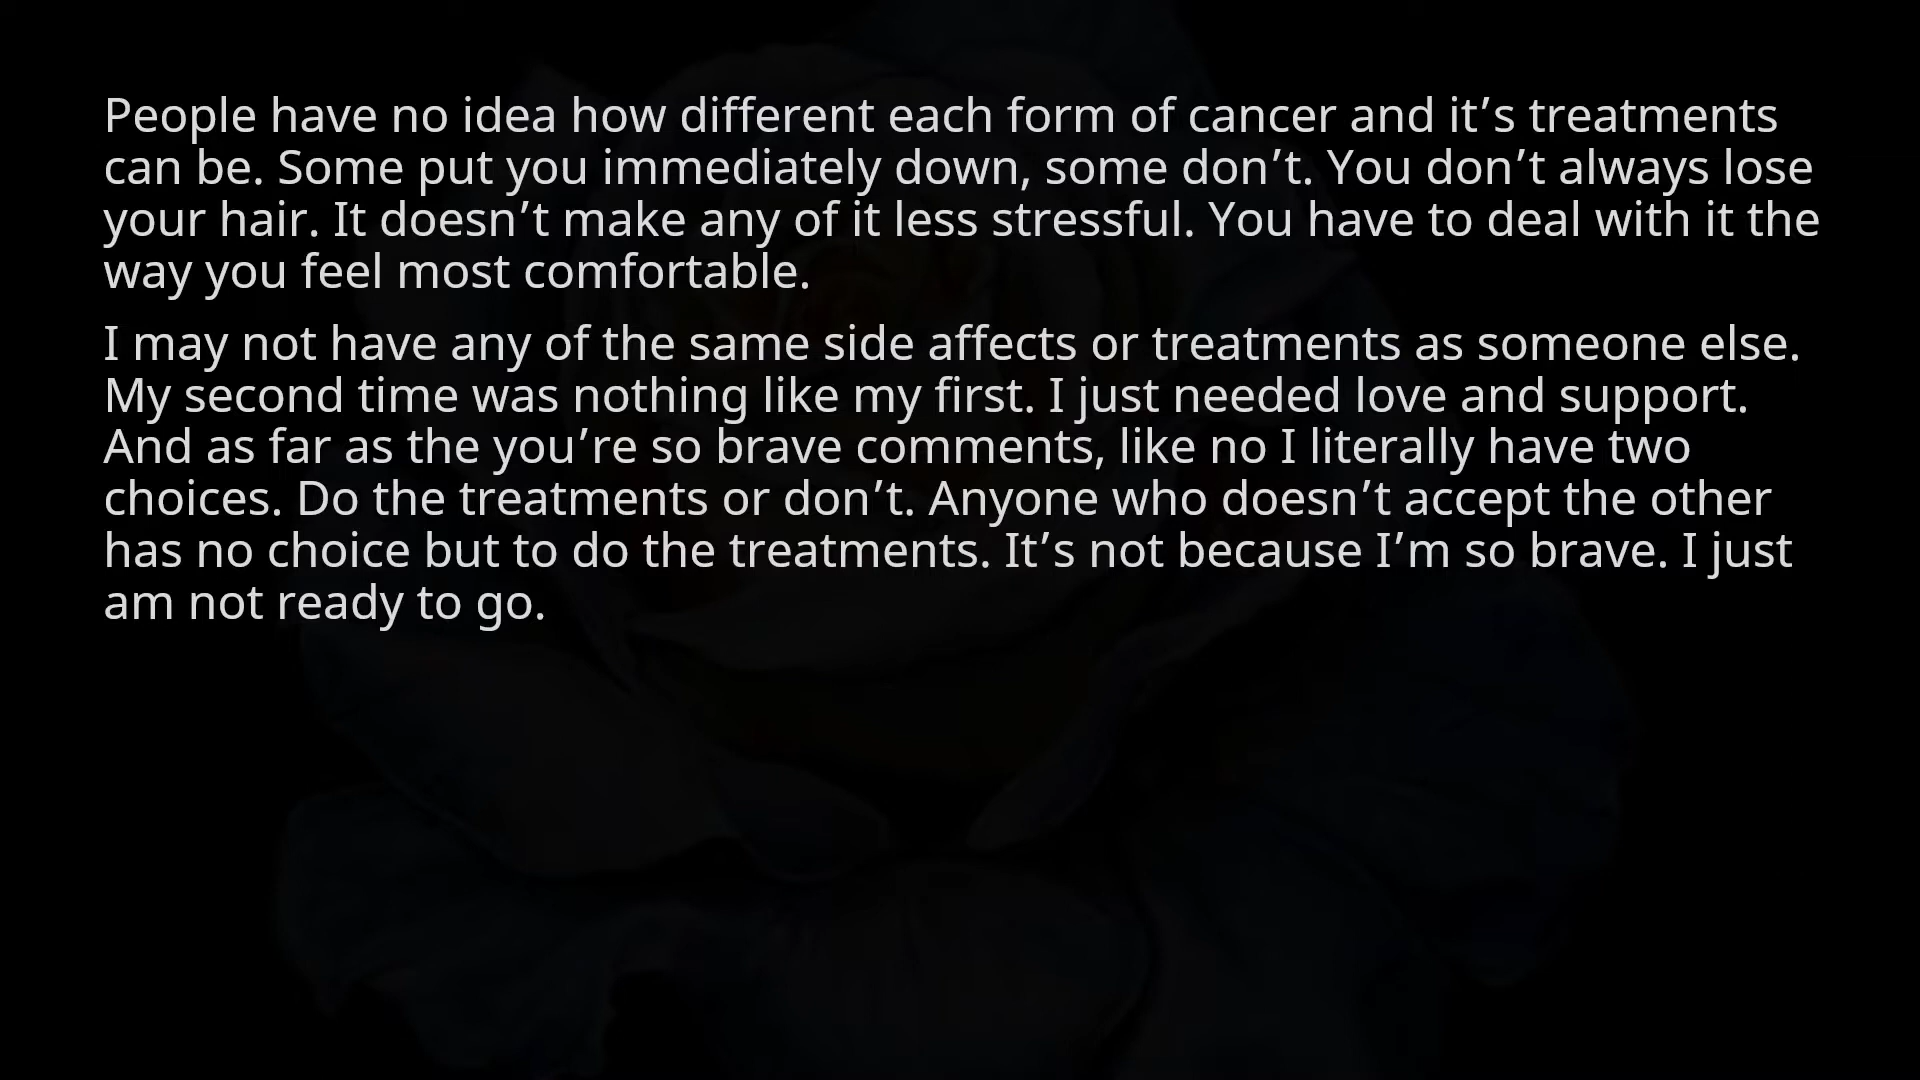 People have no idea how different each form of cancer and it’s treatments
can be. Some put you immediately down, some don’t. You don’t always lose
your hair. It doesn’t make any of it less stressful. You have to deal with it the
way you feel most comfortable.
I may not have any of the same side affects or treatments as someone else.
My second time was nothing like my first. I just needed love and support.
And as far as the you’re so brave comments, like no I literally have two
choices. Do the treatments or don’t. Anyone who doesn’t accept the other
has no choice but to do the treatments. It’s not because I’m so brave. I just
am not ready to go.